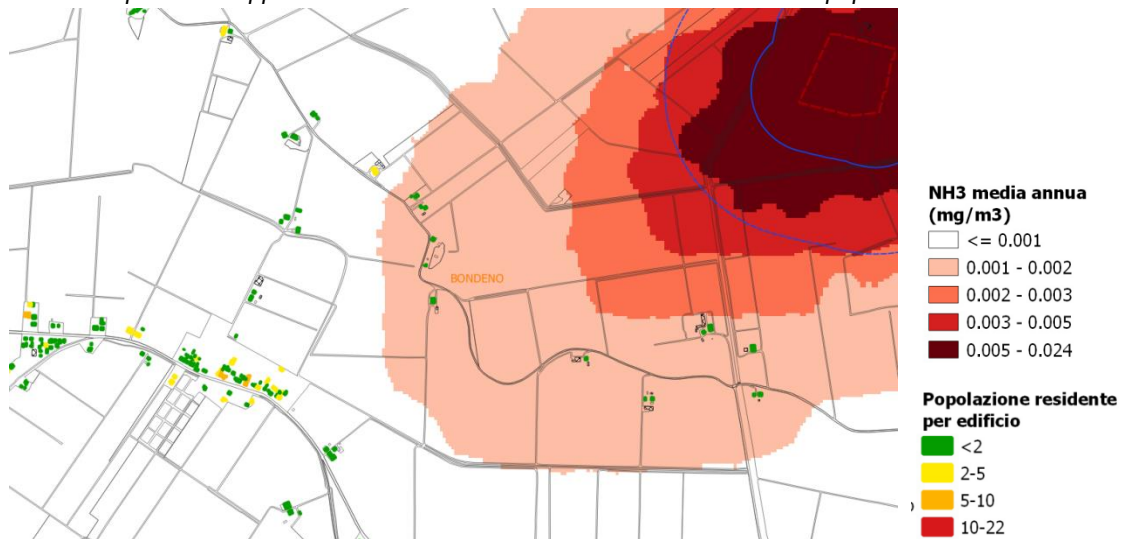 BONDENO
NH3 media annua
(mg/m3)
<= 0.001
0.001 - 0.002
0.002 - 0.003
0.003 - 0.005
0.005 - 0.024
Popolazione residente
per edificio
<2
2-5
5-10
10-22